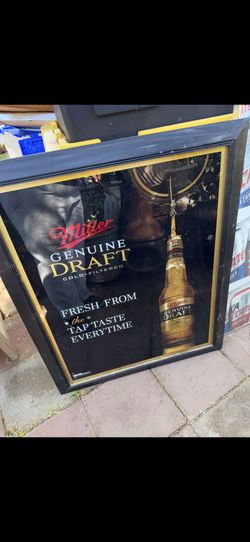 Miller
GENUINE
DRAFT
COLD-FILTERED
FRESH FROM
the
TAP TASTE
EVERYTIME
GENUINE
DRAFT